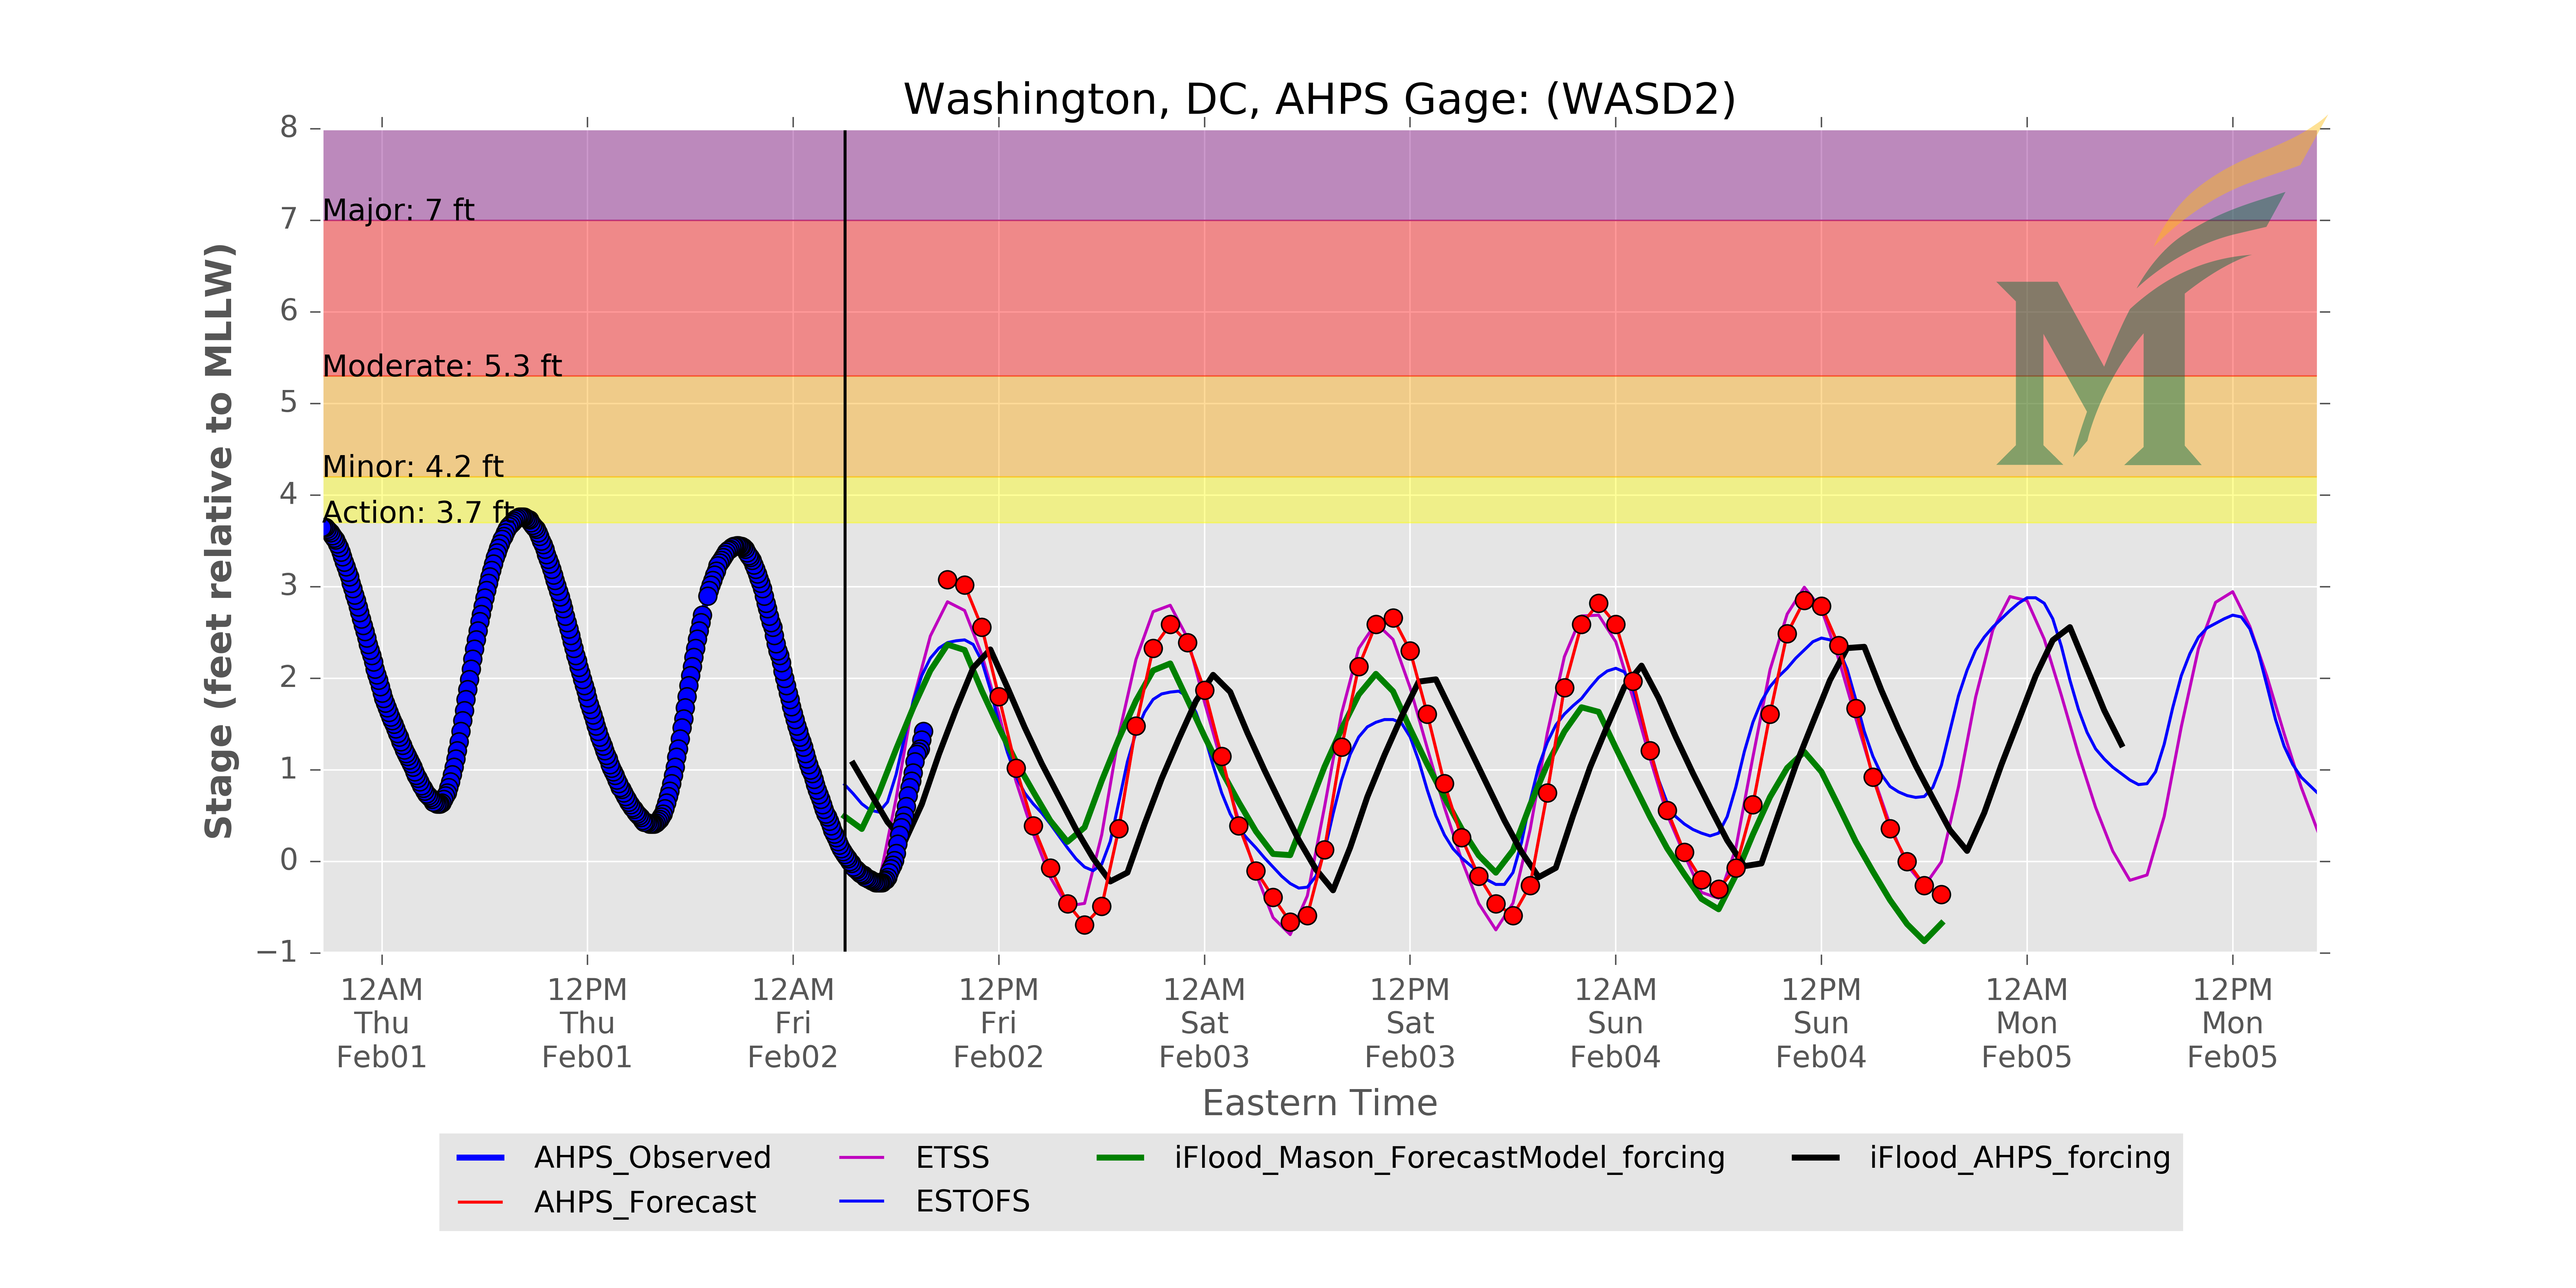 Washington, DC, AHPS Gage: (WASD2)
Stage (feet relative to MLLW)
8
7
6
5
4
3
2
1
0
−1
Major: 7 ft
Moderate: 5.3 ft
Minor: 4.2 ft
Action: 3.7 ft
M
12AM 12PM 12AM 12PM 12AM 12PM 12AM 12PM 12AM 12PM
Thu Thu Fri Fri Sat Sat Sun Sun Mon Mon
Feb01 Feb01 Feb02 Feb02 Feb03 Feb03 Feb04 Feb04 Feb05 Feb05
Eastern Time
AHPS_Observed ETSS iFlood_Mason_ForecastModel_forcing iFlood_AHPS_forcing
AHPS_Forecast ESTOFS